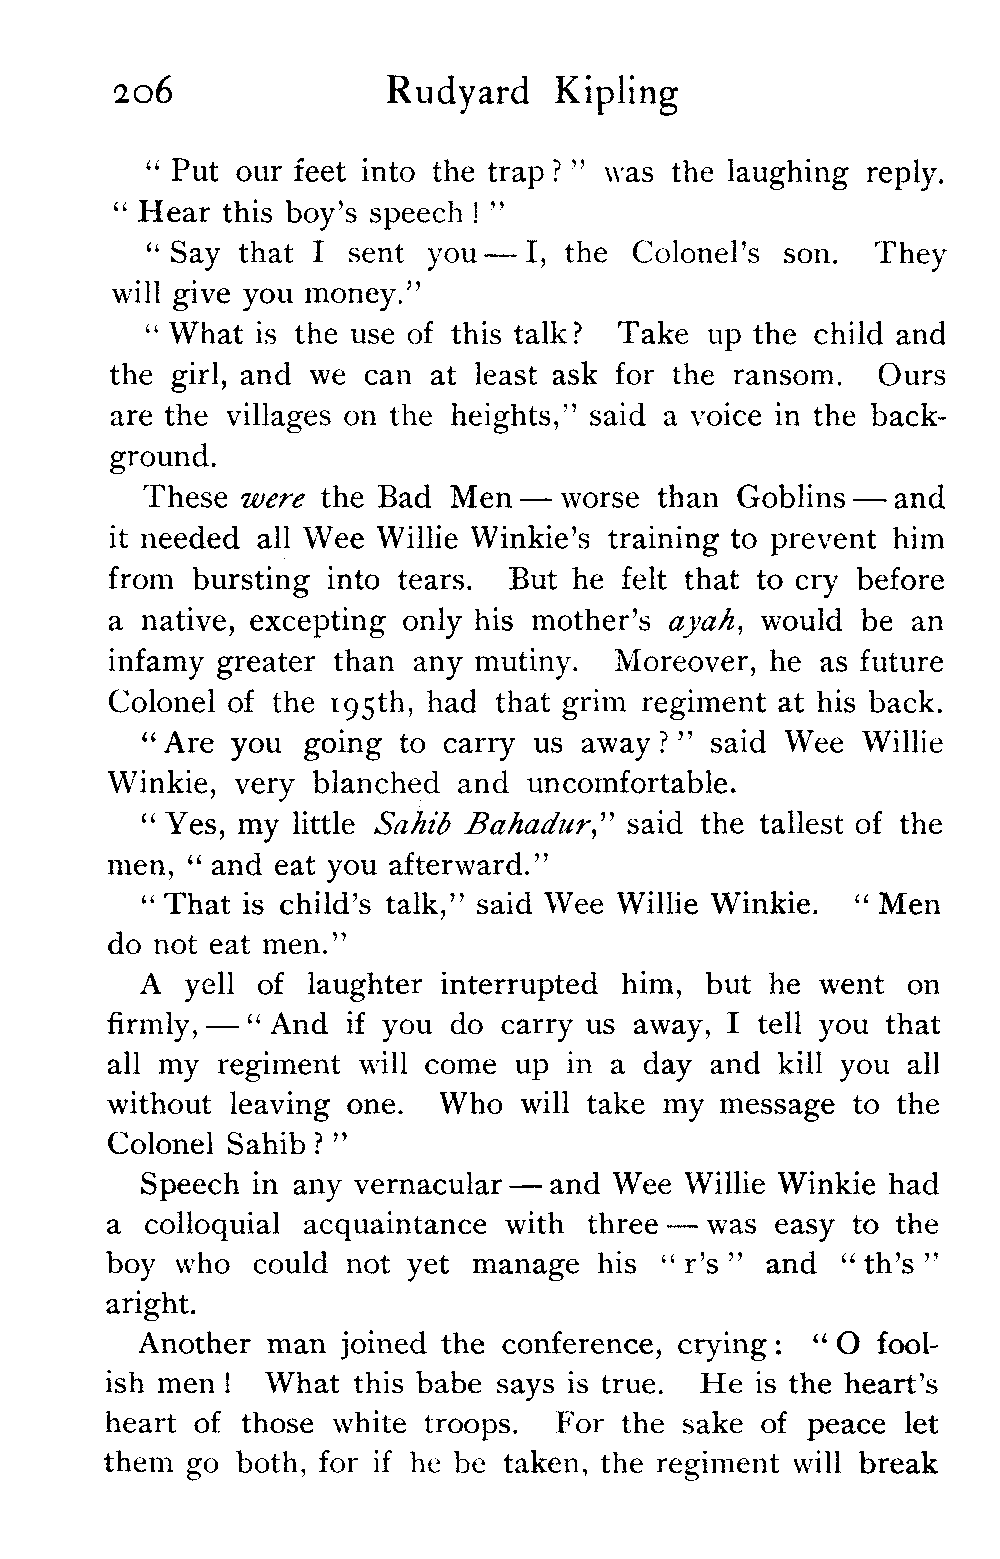 206 Rudyard Kipling
“ Put our feet into the trap ? ” was the laughing reply.
“ Hear this boy’s speech ! ”
“ Say that I sent you — I, the Colonel’s son. They
will give you money.”
“ What is the use of this talk? Take up the child and
the girl, and we can at least ask for the ransom. Ours
are the villages on the heights,” said a voice in the back-
ground.
These were the Bad Men — worse than Goblins — and
it needed all Wee Willie Winkie’s training to prevent him
from bursting into tears. But he felt that to cry before
a native, excepting only his mother’s ayah, would be an
infamy greater than any mutiny. Moreover, he as future
Colonel of the 195th, had that grim regiment at his back.
“ Are you going to carry us away ? ” said Wee Willie
Winkie, very blanched and uncomfortable.
“ Yes, my little Sahib Bahadur,” said the tallest of the
men, “ and eat you afterward.”
“ That is child’s talk,” said Wee Willie Winkie. “ Men
do not eat men.”
A yell of laughter interrupted him, but he went on
firmly, — “ And if you do carry us away, I tell you that
all my regiment will come up in a day and kill you all
without leaving one. Who will take my message to the
Colonel Sahib ? ”
Speech in any vernacular — and Wee Willie Winkie had
a colloquial acquaintance with three — was easy to the
boy who could not yet manage his “ r’s ” and “ th’s ”
aright.
Another man joined the conference, crying : “ O fool-
ish men ! What this babe says is true. He is the heart’s
heart of those white troops. For the sake of peace let
them go both, for if he be taken, the regiment will break